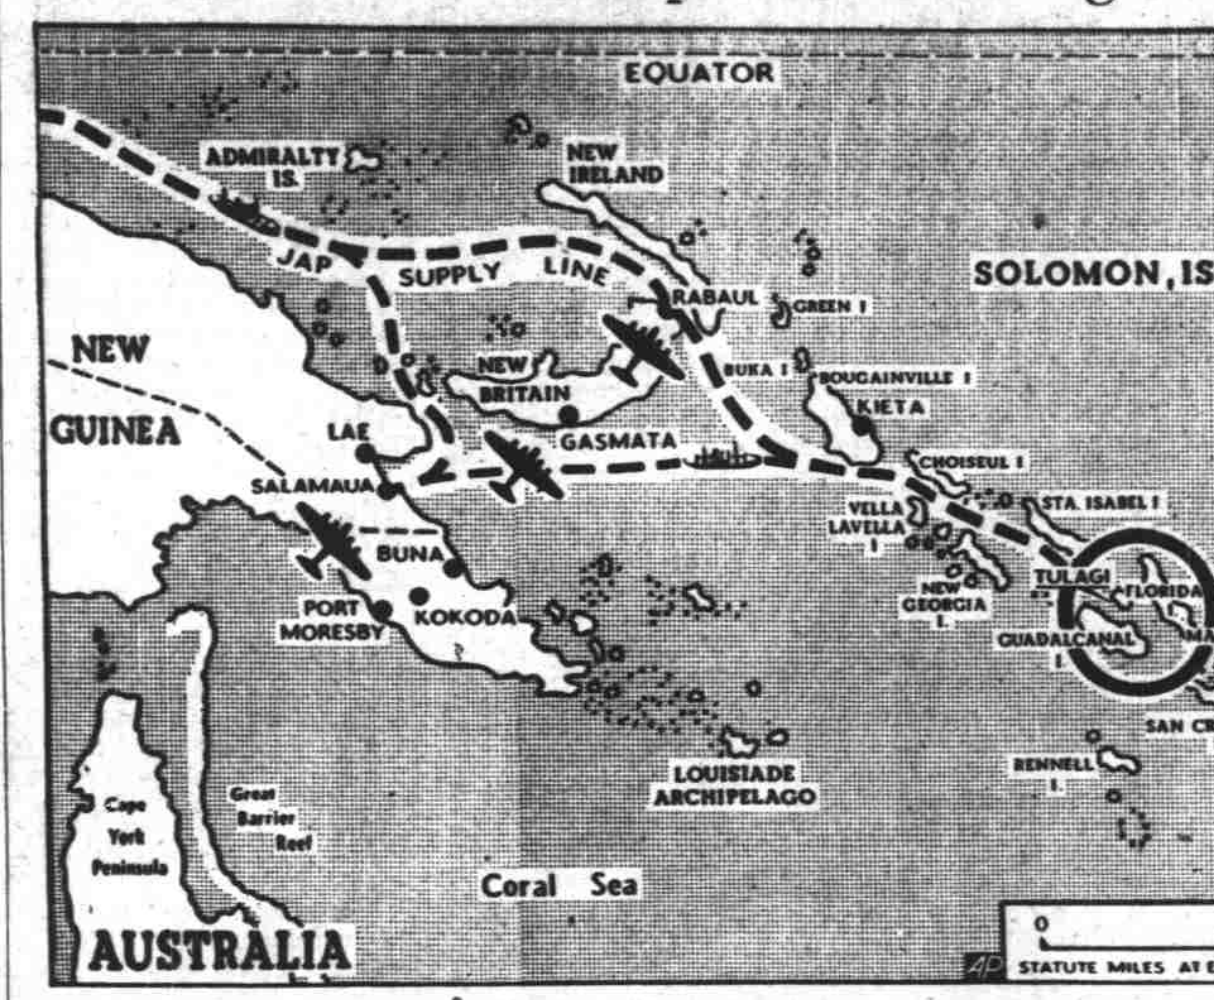 EQUATOR
ADMIRALTY
IS.
NEW
IRELAND
JAP SUPPLY LINE
SOLOMON, IS
RABAUL
GREEN I
NEW
BRITAIN
BUKA I
BOUGAINVILLE I
KIETA
NEW
GUINEA
LAE
GASMATA
SALAMAUA
CHOISEUL I
VELLA
LAVELLA
I
STA. ISABEL I
BUNA
TULAGI
FLORIDA
NEW
GEORGIA
I.
PORT
MORESBY
KOKODA
GUADALCANAL
I.
MA
SAN CR
RENNELL
I.
LOUISIADE
ARCHIPELAGO
Cape
York
Peninsula
Great
Barrier
Reef
Coral Sea
AUSTRALIA
0
AP
STATUTE MILES AT E